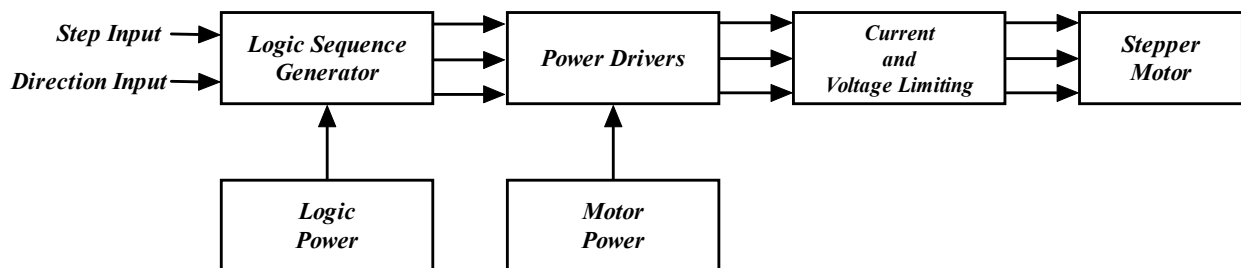 Step Input
Direction Input
Logic Sequence
Generator
Power Drivers
Current
and
Voltage Limiting
Stepper
Motor
Logic
Power
Motor
Power